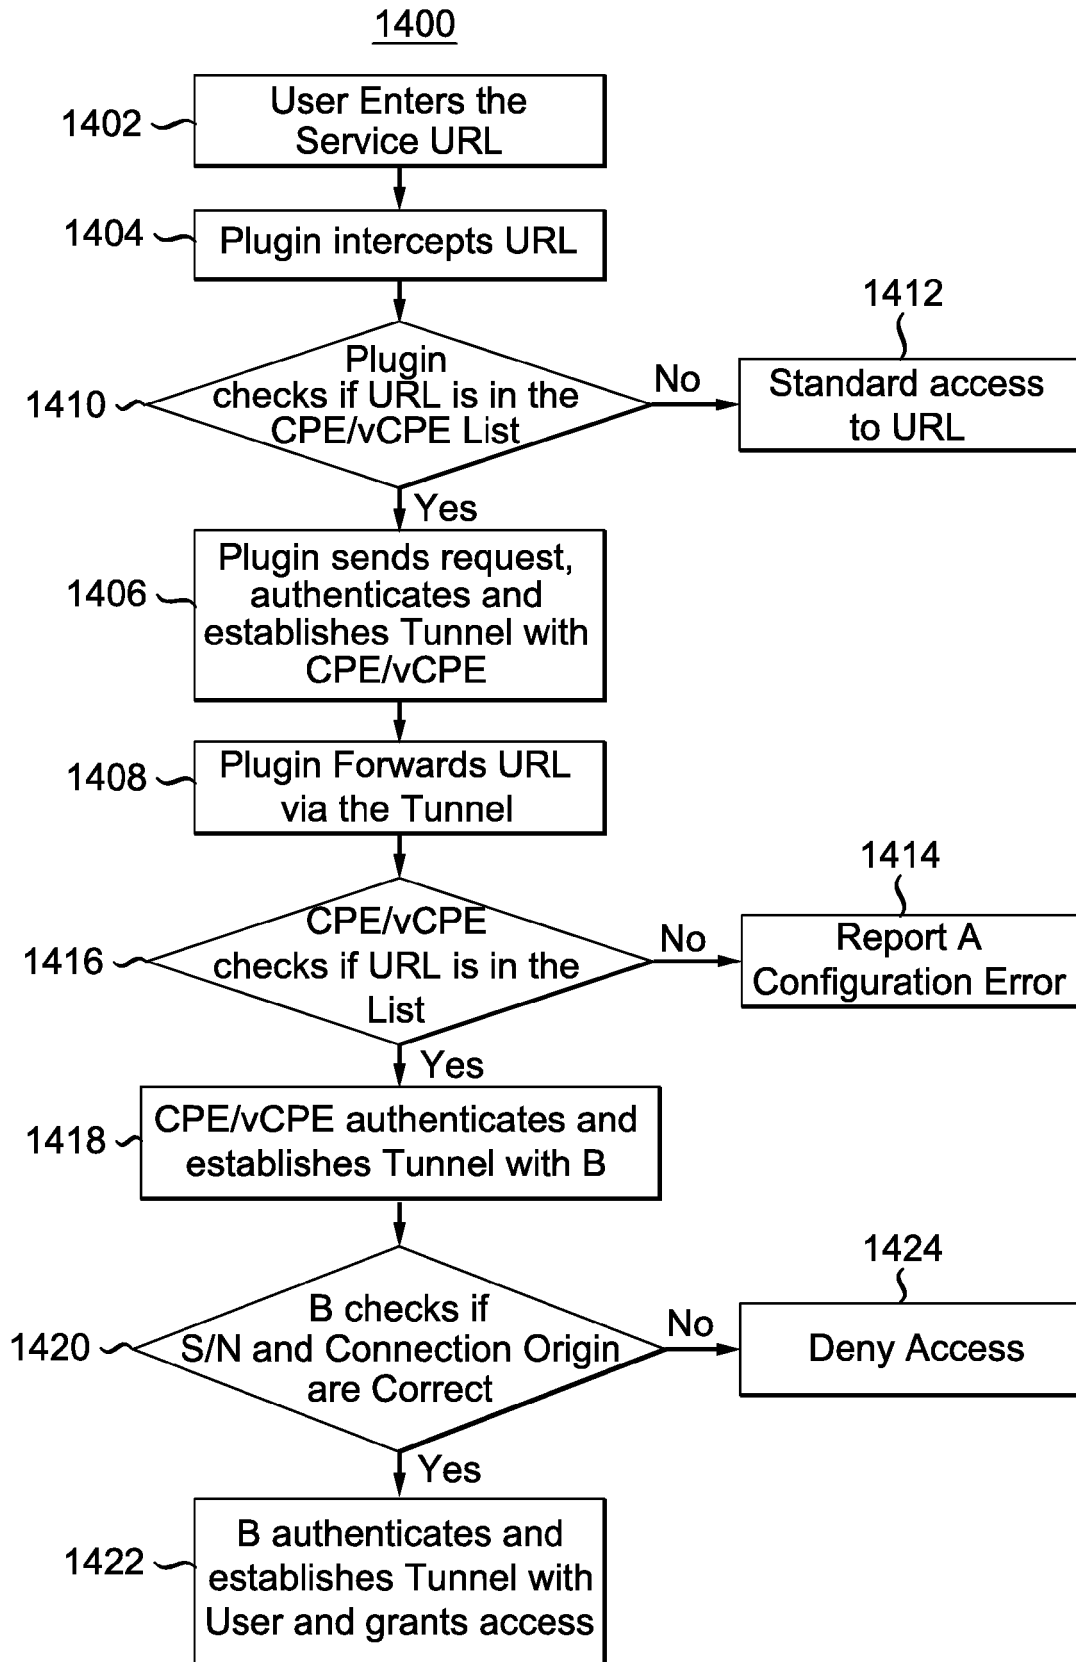 1400
1402
User Enters the
Service URL
1404
Plugin intercepts URL
1410
Plugin
checks if URL is in the
CPE/vCPE List
No
1412
Standard access
to URL
Yes
1406
Plugin sends request,
authenticates and
establishes Tunnel with
CPE/vCPE
1408
Plugin Forwards URL
via the Tunnel
1416
CPE/vCPE
checks if URL is in the
List
No
1414
Report A
Configuration Error
Yes
1418
CPE/vCPE authenticates and
establishes Tunnel with B
1420
B checks if
S/N and Connection Origin
are Correct
No
1424
Deny Access
Yes
1422
B authenticates and
establishes Tunnel with
User and grants access